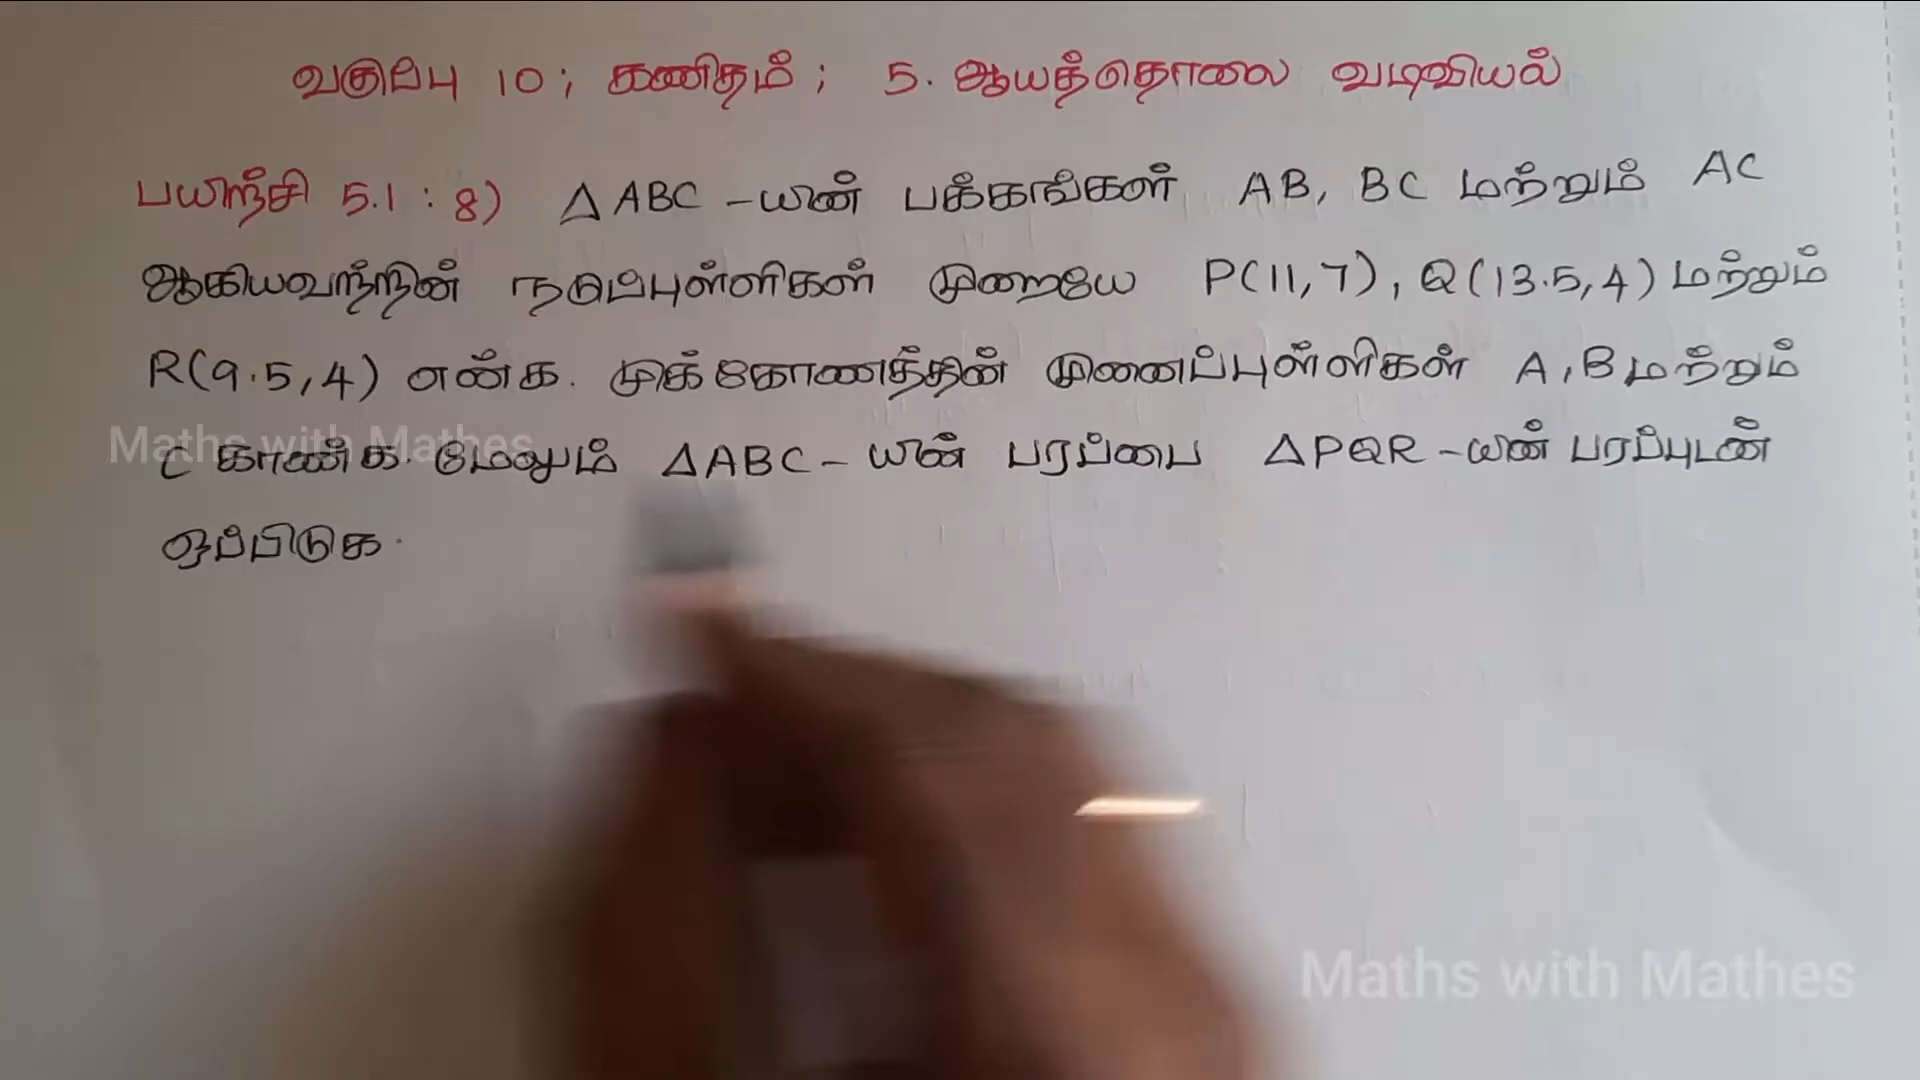 வகுப்பு 10; கணிதம்; 5. ஆயத்தொலை வடிவியல்
பயிற்சி 5.1 : 8) ΔABC -யின் பக்கங்கள் AB, BC மற்றும் AC
ஆகியவற்றின் நடுப்புள்ளிகள் முறையே P(11,7), Q(13.5,4) மற்றும்
R(9.5,4) என்க. முக்கோணத்தின் முனைப்புள்ளிகள் A,B மற்றும்
Maths with Mathes
C காண்க. மேலும் ΔABC- யின் பரப்பை ΔPQR -யின் பரப்புடன்
ஒப்பிடுக.
Maths with Mathes